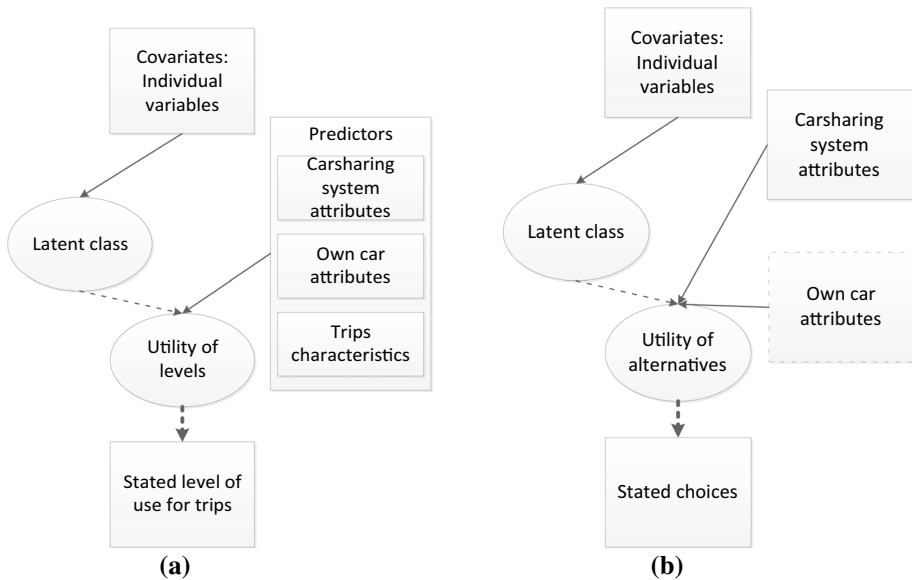 Covariates:
Individual
variables
Predictors
Carsharing
system
attributes
Own car
attributes
Trips
characteristics
Latent class
Utility of
levels
Stated level of
use for trips
(a)
Covariates:
Individual
variables
Carsharing
system
attributes
Latent class
Own car
attributes
Utility of
alternatives
Stated choices
(b)